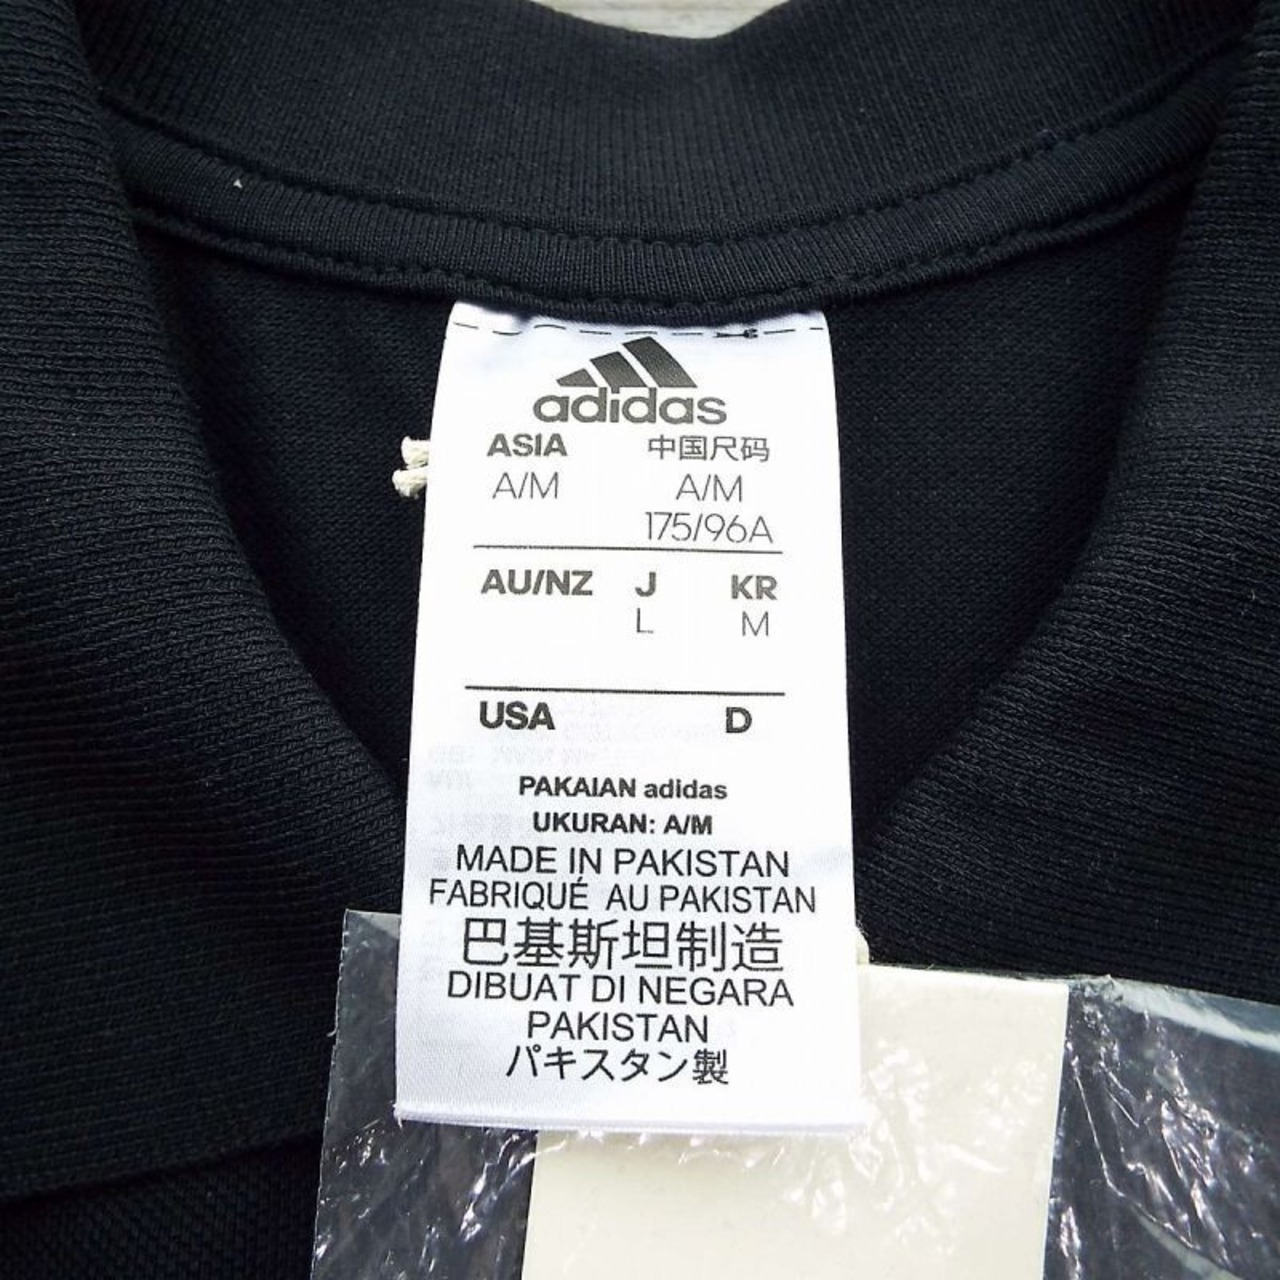 adidas
ASIA 中国尺码
A/M A/M
175/96A
AU/NZ J KR
L M
USA D
PAKAIAN adidas
UKURAN: A/M
MADE IN PAKISTAN
FABRIQUÉ AU PAKISTAN
巴基斯坦制造
DIBUAT DI NEGARA
PAKISTAN
パキスタン製